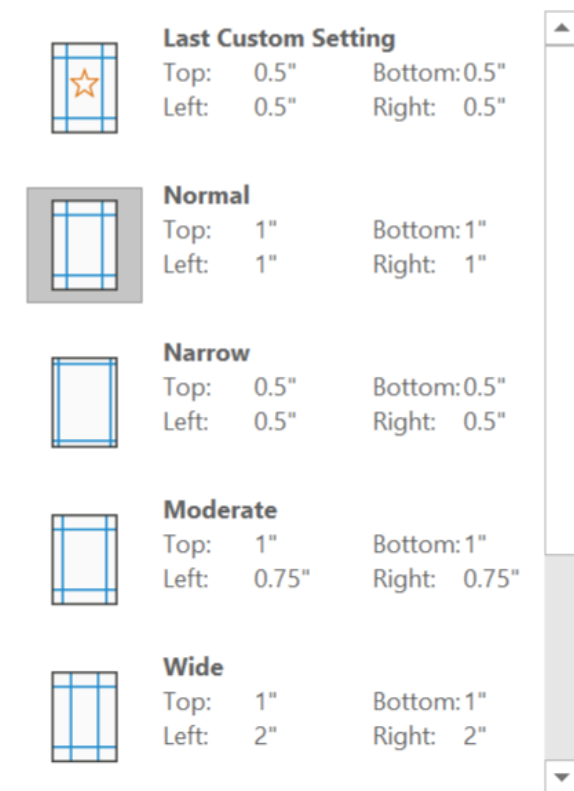 Last Custom Setting
Top: 0.5" Bottom: 0.5"
Left: 0.5" Right: 0.5"
Normal
Top: 1" Bottom: 1"
Left: 1" Right: 1"
Narrow
Top: 0.5" Bottom: 0.5"
Left: 0.5" Right: 0.5"
Moderate
Top: 1" Bottom: 1"
Left: 0.75" Right: 0.75"
Wide
Top: 1" Bottom: 1"
Left: 2" Right: 2"